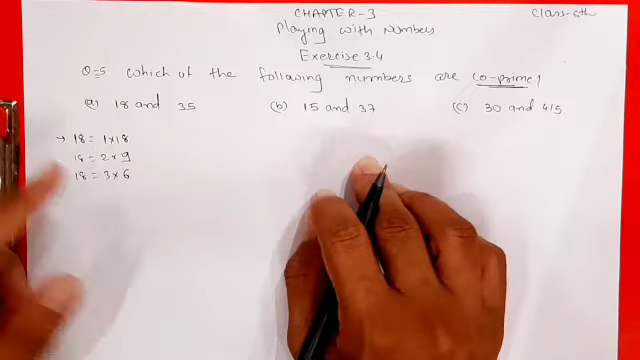 CHAPTER-3 Class-6th
Playing with Numbers
Exercise 3.4
Q=5 Which of the following numbers are co-prime?
(a) 18 and 35 (b) 15 and 37 (c) 30 and 415
→ 18 = 1×18
18 = 2×9
18 = 3×6